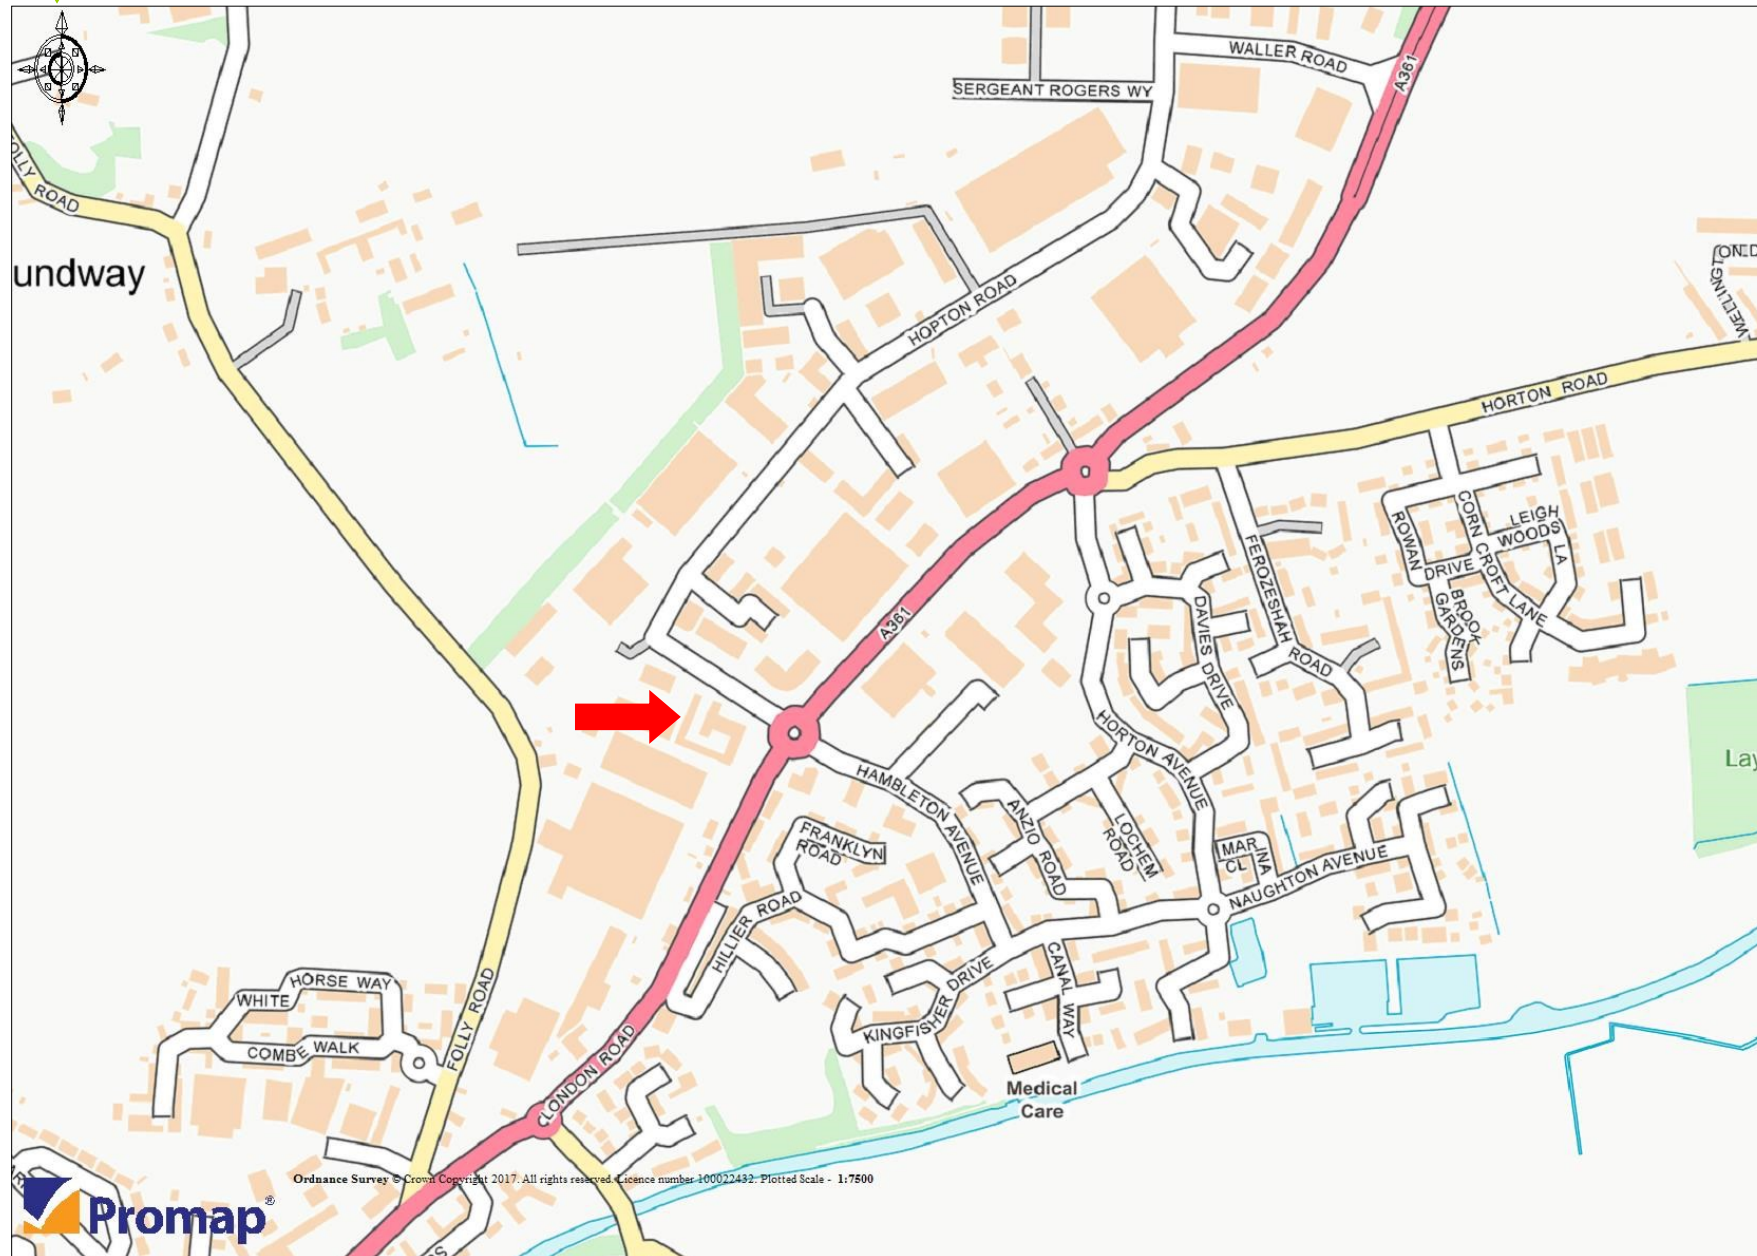 WALLER ROAD
A361
SERGEANT ROGERS WY
FOLLY
ROAD
undway
HOPTON ROAD
WELLINGTON D
HORTON ROAD
ROWAN
DRIVE
CORN CROFT LANE
LEIGH
WOODS LA
BROOK
GARDENS
FEROZESHAH ROAD
DAVIES DRIVE
A361
HORTON AVENUE
HAMBLETON AVENUE
Lay
ANZIO ROAD
LOCHEM
ROAD
FRANKLYN
ROAD
MARINA
CL
NAUGHTON AVENUE
HILLIER ROAD
CANAL WAY
KINGFISHER DRIVE
WHITE HORSE WAY
COMBE WALK
FOLLY ROAD
LONDON ROAD
Medical
Care
Ordnance Survey © Crown Copyright 2017. All rights reserved. Licence number 100022432. Plotted Scale - 1:7500
Promap®